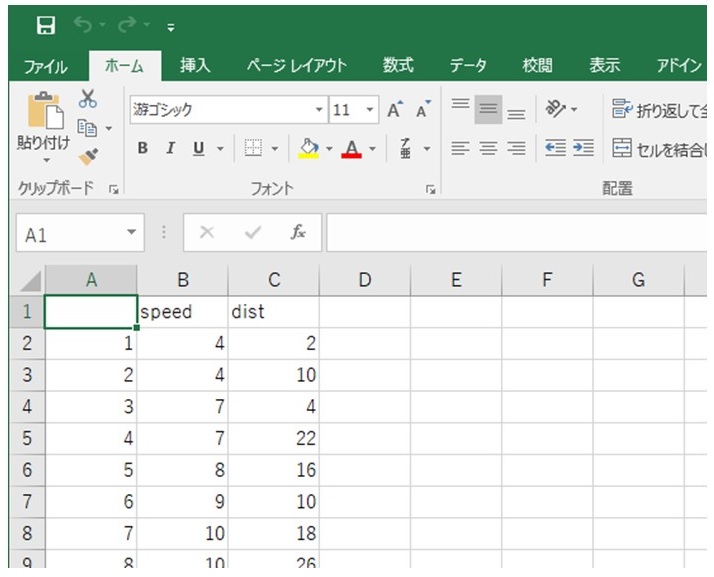 ファイル ホーム 挿入 ページ レイアウト 数式 データ 校閲 表示 アドイン
游ゴシック 11 A A
折り返して全
貼り付け
B I U A 亜
セルを結合し
クリップボード フォント 配置
A1 fx
A B C D E F G
1 speed dist
2 1 4 2
3 2 4 10
4 3 7 4
5 4 7 22
6 5 8 16
7 6 9 10
8 7 10 18
9 8 10 26